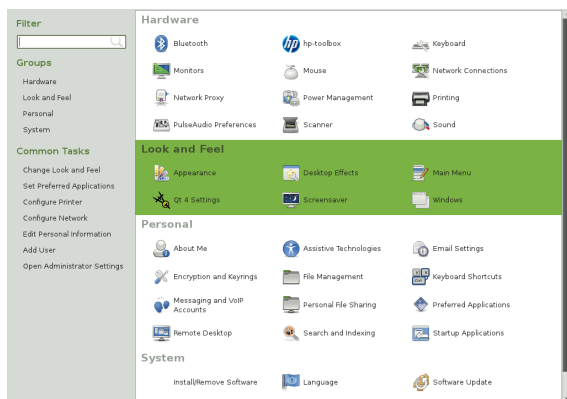 Filter
Groups
Hardware
Look and Feel
Personal
System
Common Tasks
Change Look and Feel
Set Preferred Applications
Configure Printer
Configure Network
Edit Personal Information
Add User
Open Administrator Settings
Hardware
Bluetooth
hp
hp-toolbox
Keyboard
Monitors
Mouse
Network Connections
Network Proxy
Power Management
Printing
PulseAudio Preferences
Scanner
Sound
Look and Feel
Appearance
Desktop Effects
Main Menu
Qt 4 Settings
Screensaver
Windows
Personal
About Me
Assistive Technologies
Email Settings
Encryption and Keyrings
File Management
Keyboard Shortcuts
Messaging and VoIP
Accounts
Personal File Sharing
Preferred Applications
Remote Desktop
Search and Indexing
Startup Applications
System
Install/Remove Software
Language
Software Update